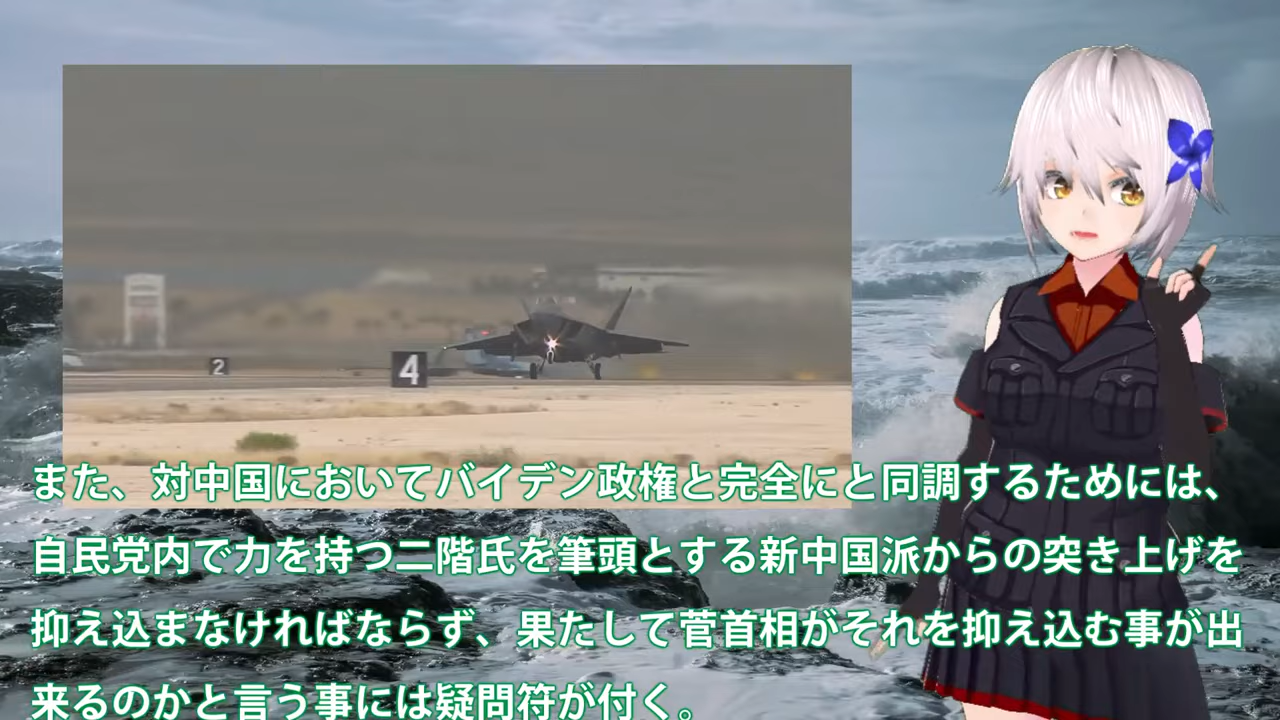 2
4
また、対中国においてバイデン政権と完全にと同調するためには、
自民党内で力を持つ二階氏を筆頭とする新中国派からの突き上げを
抑え込まなければならず、果たして菅首相がそれを抑え込む事が出
来るのかと言う事には疑問符が付く。